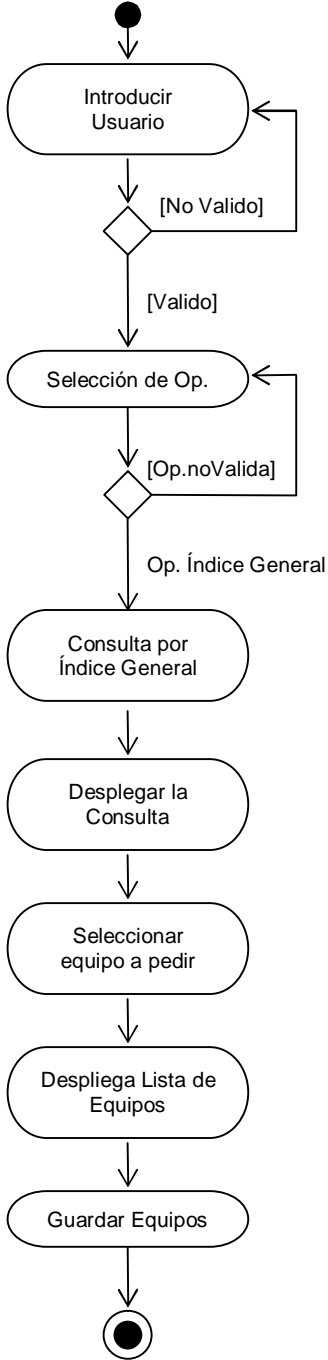 Introducir
Usuario
[No Valido]
[Valido]
Selección de Op.
[Op.noValida]
Op. Índice General
Consulta por
Índice General
Desplegar la
Consulta
Seleccionar
equipo a pedir
Despliega Lista de
Equipos
Guardar Equipos